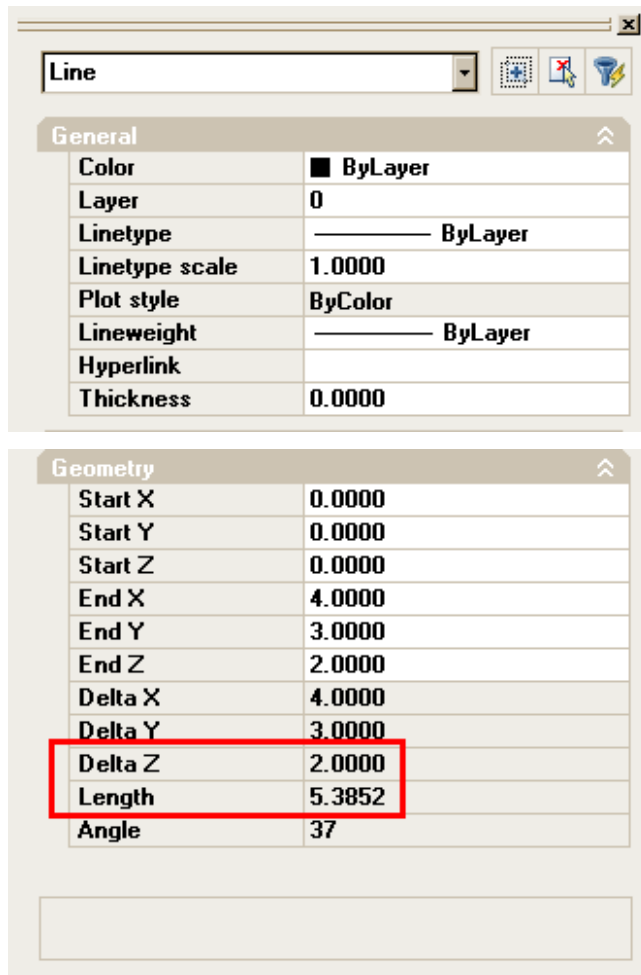 Line
General
Color ByLayer
Layer 0
Linetype ByLayer
Linetype scale 1.0000
Plot style ByColor
Lineweight ByLayer
Hyperlink
Thickness 0.0000
Geometry
Start X 0.0000
Start Y 0.0000
Start Z 0.0000
End X 4.0000
End Y 3.0000
End Z 2.0000
Delta X 4.0000
Delta Y 3.0000
Delta Z 2.0000
Length 5.3852
Angle 37